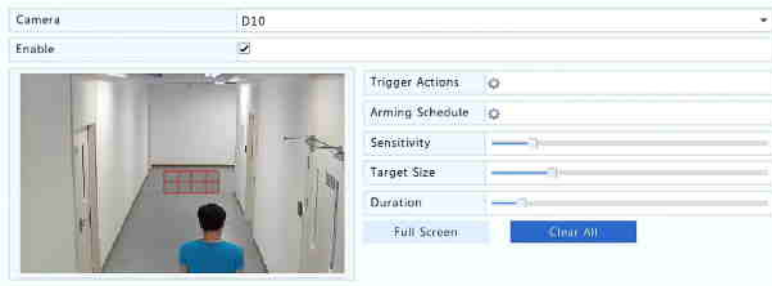 Camera D10
Enable
Trigger Actions
Arming Schedule
Sensitivity
Target Size
Duration
Full Screen Clear All